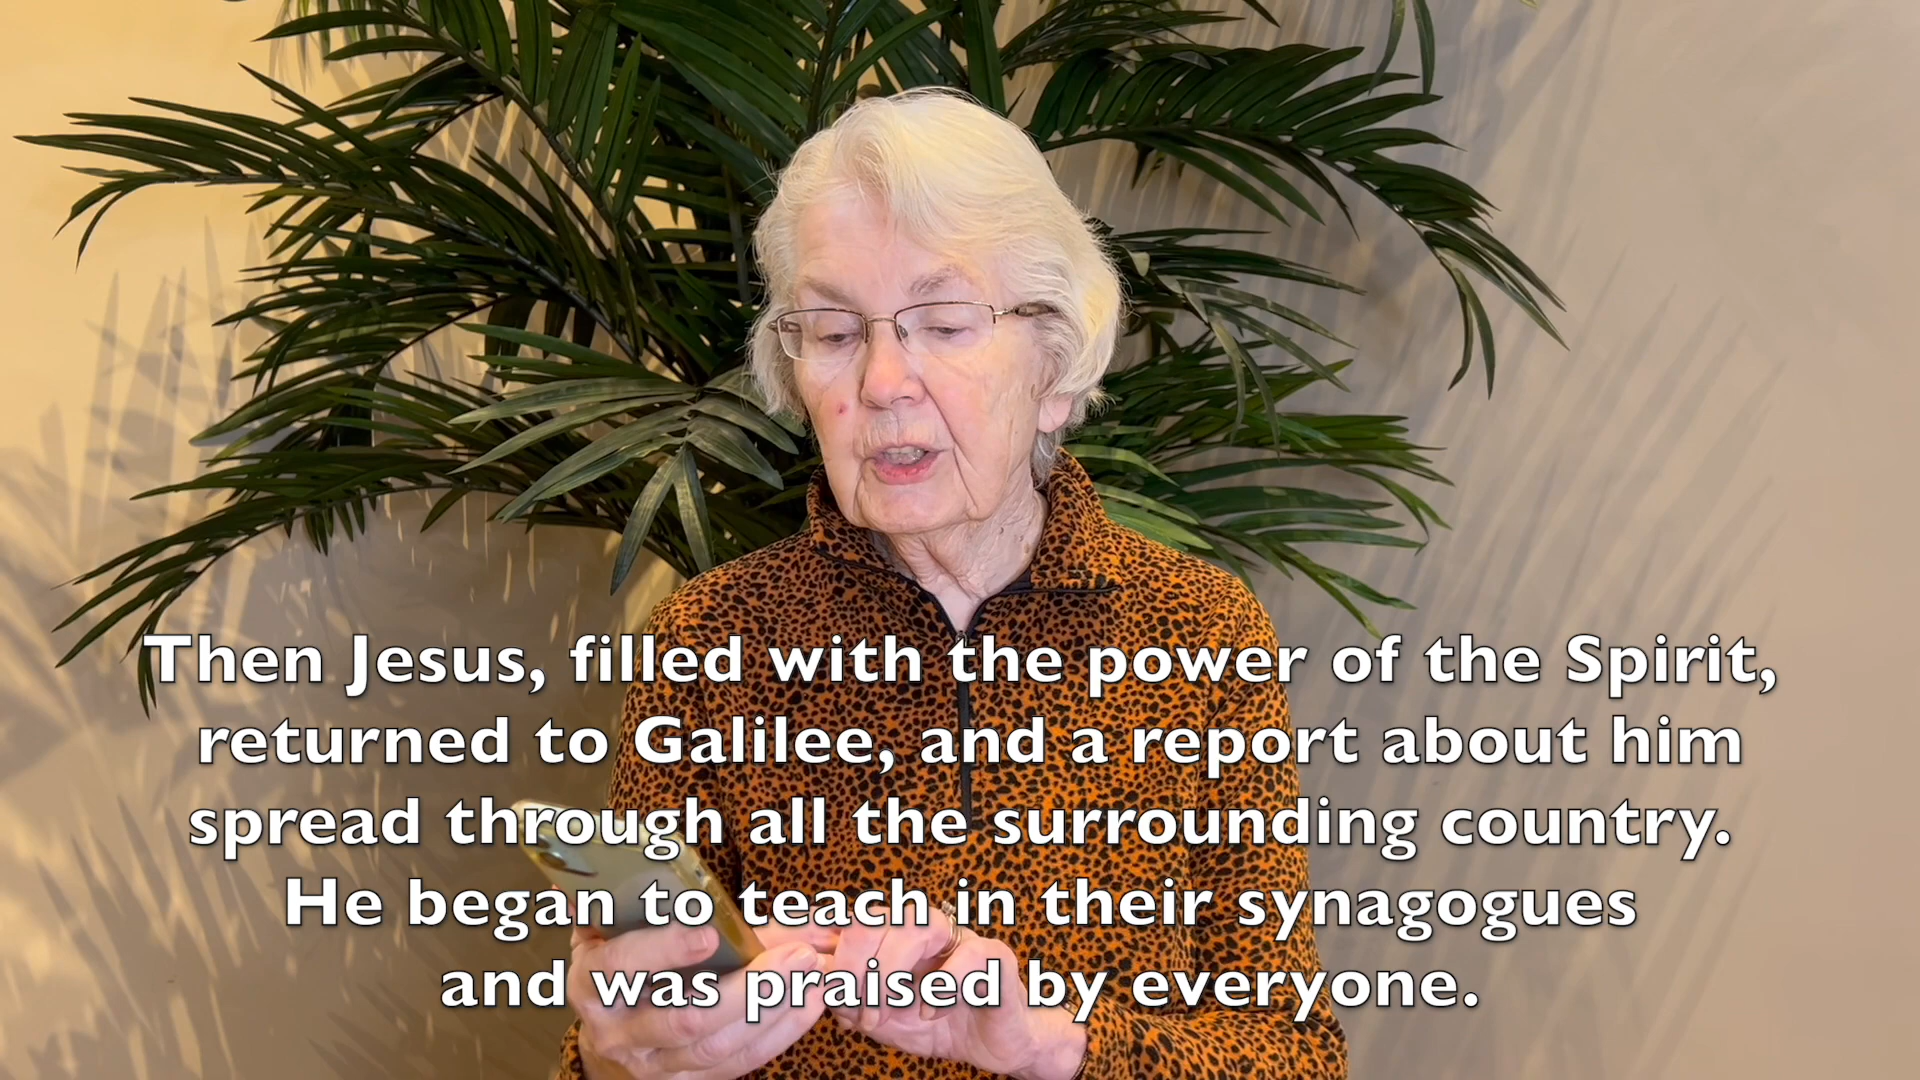 Then Jesus, filled with the power of the Spirit,
returned to Galilee, and a report about him
spread through all the surrounding country.
He began to teach in their synagogues
and was praised by everyone.